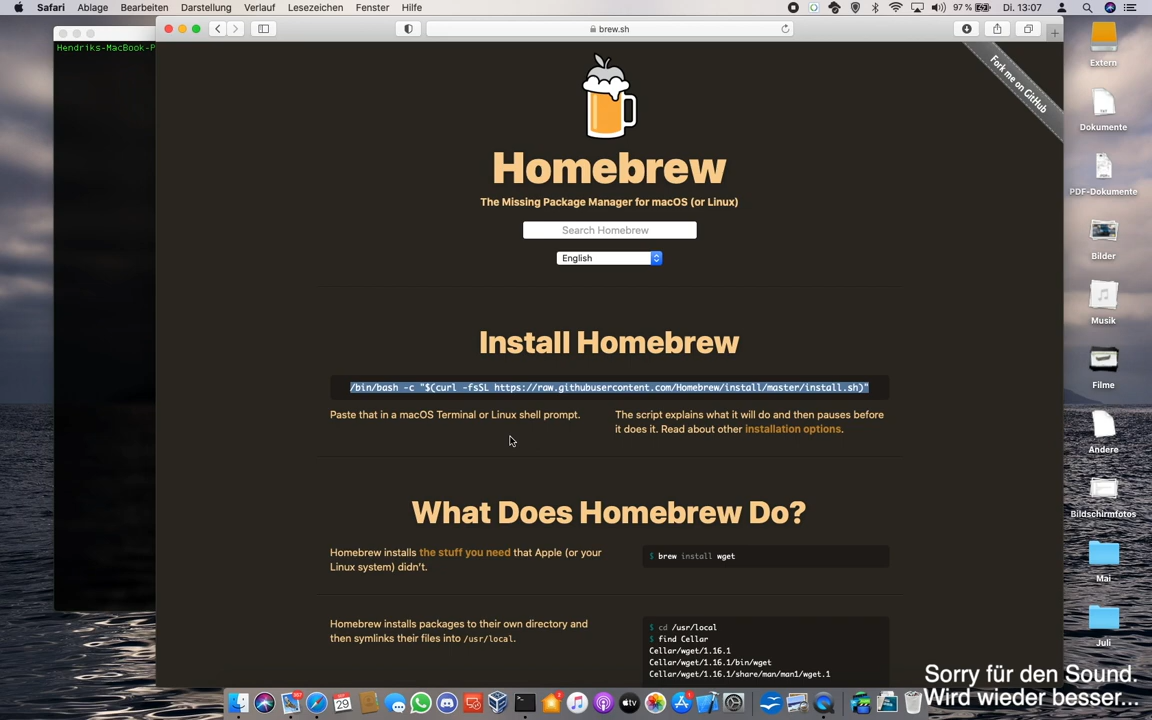 Safari Ablage Bearbeiten Darstellung Verlauf Lesezeichen Fenster Hilfe 97 % Di. 13:07
brew.sh
Hendriks-MacBook-P
Fork me on GitHub
Homebrew
The Missing Package Manager for macOS (or Linux)
Search Homebrew
English
Install Homebrew
/bin/bash -c "$(curl -fsSL https://raw.githubusercontent.com/Homebrew/install/master/install.sh)"
Paste that in a macOS Terminal or Linux shell prompt.
The script explains what it will do and then pauses before
it does it. Read about other installation options.
What Does Homebrew Do?
Homebrew installs the stuff you need that Apple (or your
Linux system) didn't.
$ brew install wget
Homebrew installs packages to their own directory and
then symlinks their files into /usr/local.
$ cd /usr/local
$ find Cellar
Cellar/wget/1.16.1
Cellar/wget/1.16.1/bin/wget
Cellar/wget/1.16.1/share/man/man1/wget.1
Extern
Dokumente
PDF-Dokumente
Bilder
Musik
Filme
Andere
Bildschirmfotos
Mai
Juli
29
tv
Sorry für den Sound.
Wird wieder besser...